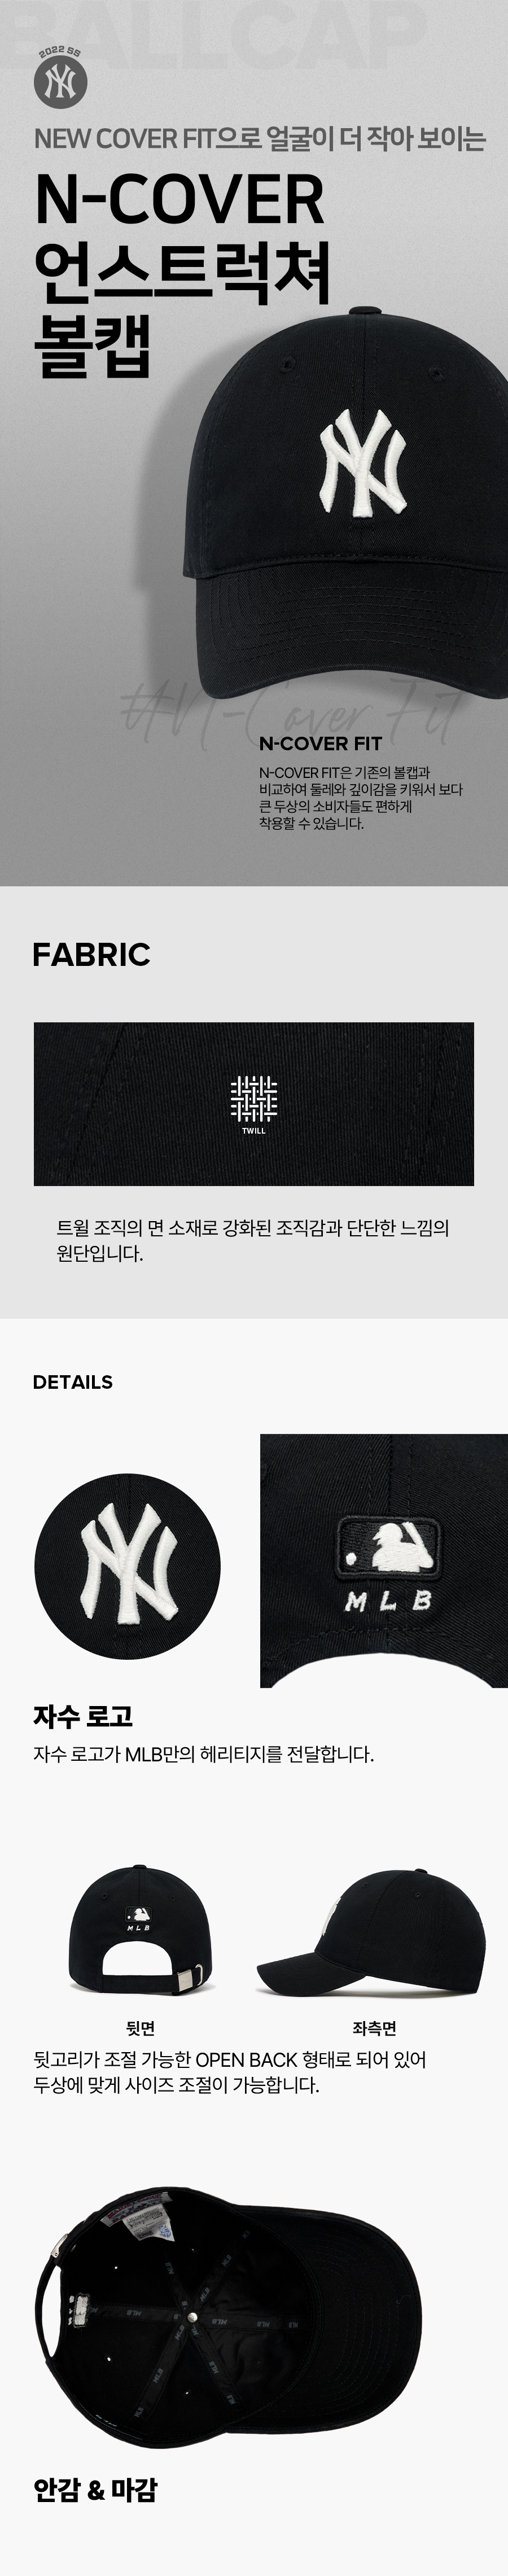 BALLCAP
2022 SS
NY
NEW COVER FIT으로 얼굴이 더 작아 보이는
N-COVER
언스트럭쳐
볼캡
NY
#N-Cover Fit
N-COVER FIT
N-COVER FIT은 기존의 볼캡과
비교하여 둘레와 깊이감을 키워서 보다
큰 두상의 소비자들도 편하게
착용할 수 있습니다.
FABRIC
TWILL
트윌 조직의 면 소재로 강화된 조직감과 단단한 느낌의
원단입니다.
DETAILS
NY
MLB
자수 로고
자수 로고가 MLB만의 헤리티지를 전달합니다.
MLB
뒷면
좌측면
뒷고리가 조절 가능한 OPEN BACK 형태로 되어 있어
두상에 맞게 사이즈 조절이 가능합니다.
MLB
MLB
MLB
MLB
MLB
MLB
안감 & 마감